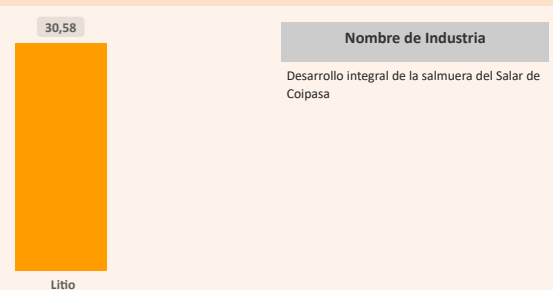 30,58
Litio
Nombre de Industria
Desarrollo integral de la salmuera del Salar de
Coipasa